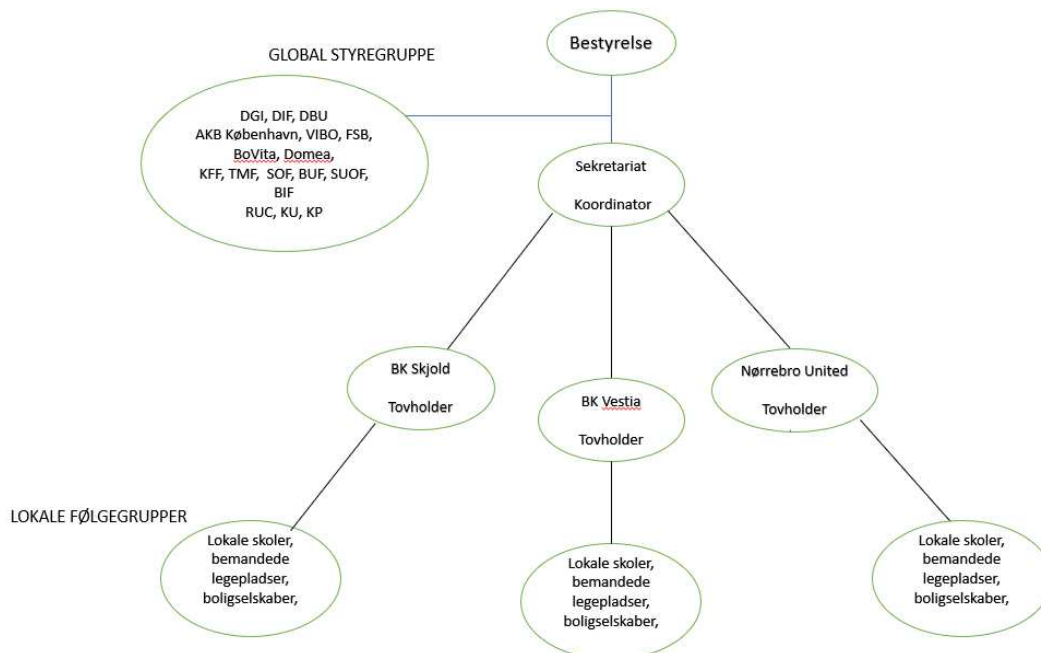 Bestyrelse
GLOBAL STYREGRUPPE
DGI, DIF, DBU
AKB København, VIBO, FSB,
BoVita, Domea,
KFF, TMF, SOF, BUF, SUOF,
BIF
RUC, KU, KP
Sekretariat
Koordinator
BK Skjold
Tovholder
BK Vestia
Tovholder
Nørrebro United
Tovholder
LOKALE FØLGEGRUPPER
Lokale skoler,
bemandede
legepladser,
boligselskaber,
Lokale skoler,
bemandede
legepladser,
boligselskaber,
Lokale skoler,
bemandede
legepladser,
boligselskaber,